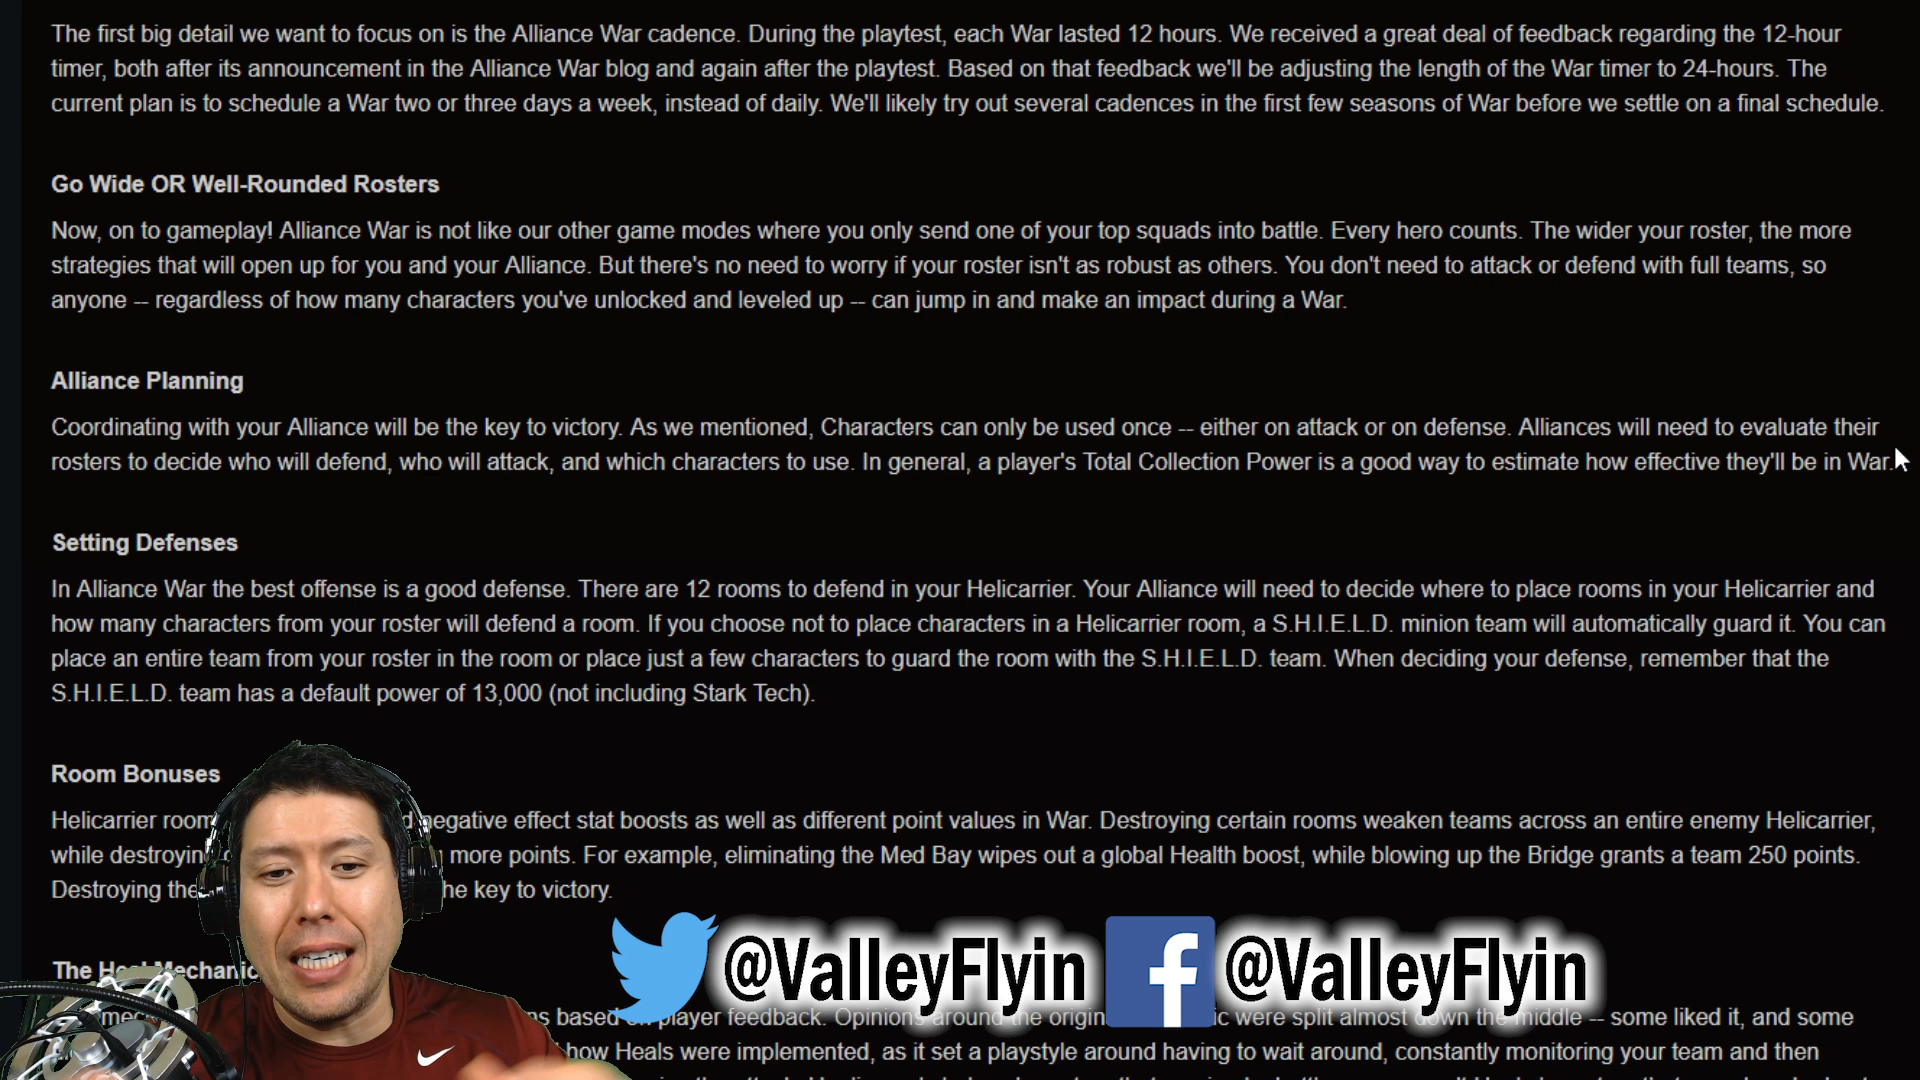 The first big detail we want to focus on is the Alliance War cadence. During the playtest, each War lasted 12 hours. We received a great deal of feedback regarding the 12-hour
timer, both after its announcement in the Alliance War blog and again after the playtest. Based on that feedback we'll be adjusting the length of the War timer to 24-hours. The
current plan is to schedule a War two or three days a week, instead of daily. We'll likely try out several cadences in the first few seasons of War before we settle on a final schedule.
Go Wide OR Well-Rounded Rosters
Now, on to gameplay! Alliance War is not like our other game modes where you only send one of your top squads into battle. Every hero counts. The wider your roster, the more
strategies that will open up for you and your Alliance. But there's no need to worry if your roster isn't as robust as others. You don't need to attack or defend with full teams, so
anyone -- regardless of how many characters you've unlocked and leveled up -- can jump in and make an impact during a War.
Alliance Planning
Coordinating with your Alliance will be the key to victory. As we mentioned, Characters can only be used once -- either on attack or on defense. Alliances will need to evaluate their
rosters to decide who will defend, who will attack, and which characters to use. In general, a player's Total Collection Power is a good way to estimate how effective they'll be in War.
Setting Defenses
In Alliance War the best offense is a good defense. There are 12 rooms to defend in your Helicarrier. Your Alliance will need to decide where to place rooms in your Helicarrier and
how many characters from your roster will defend a room. If you choose not to place characters in a Helicarrier room, a S.H.I.E.L.D. minion team will automatically guard it. You can
place an entire team from your roster in the room or place just a few characters to guard the room with the S.H.I.E.L.D. team. When deciding your defense, remember that the
S.H.I.E.L.D. team has a default power of 13,000 (not including Stark Tech).
Room Bonuses
Helicarrier room negative effect stat boosts as well as different point values in War. Destroying certain rooms weaken teams across an entire enemy Helicarrier,
while more points. For example, eliminating the Med Bay wipes out a global Health boost, while blowing up the Bridge grants a team 250 points.
Destroying the key to victory.
The Heal Mechanic
based on player feedback. Opinions around the were split almost down the middle -- some liked it, and some
how Heals were implemented, as it set a playstyle around having to wait around, constantly monitoring your team and then
@ValleyFlyin @ValleyFlyin